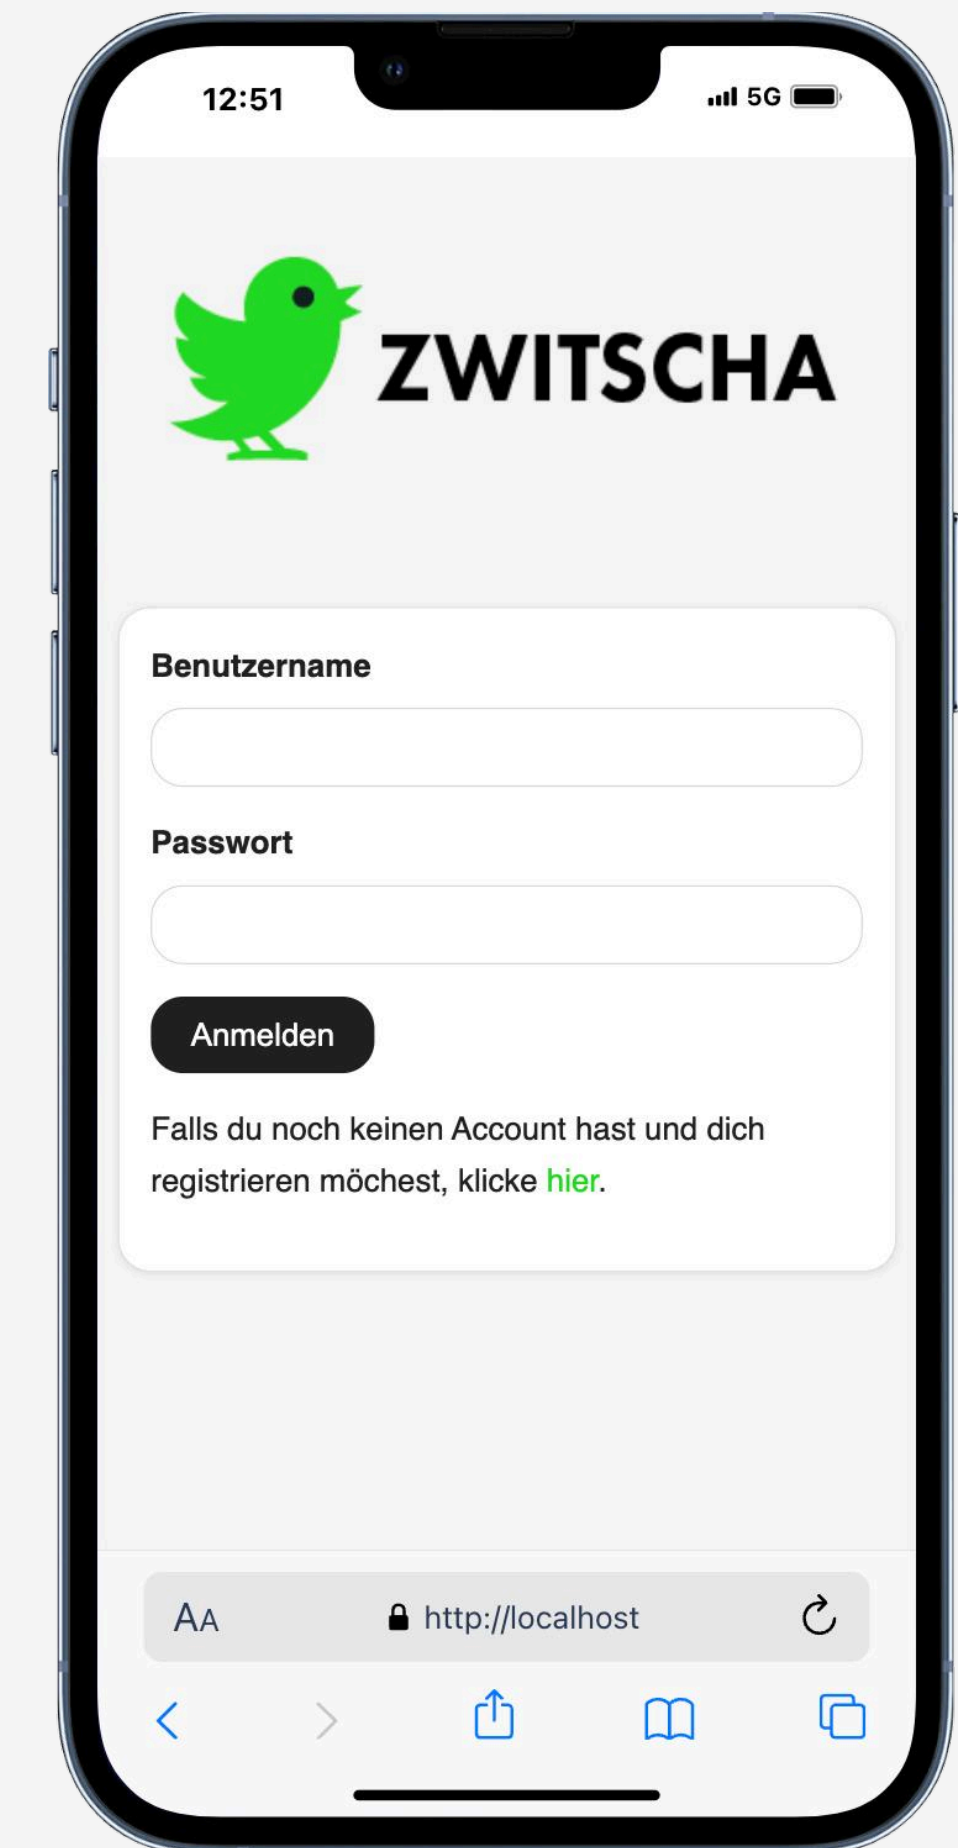 12:51
5G
ZWITSCHA
Benutzername
Passwort
Anmelden
Falls du noch keinen Account hast und dich
registrieren möchest, klicke hier.
AA
http://localhost